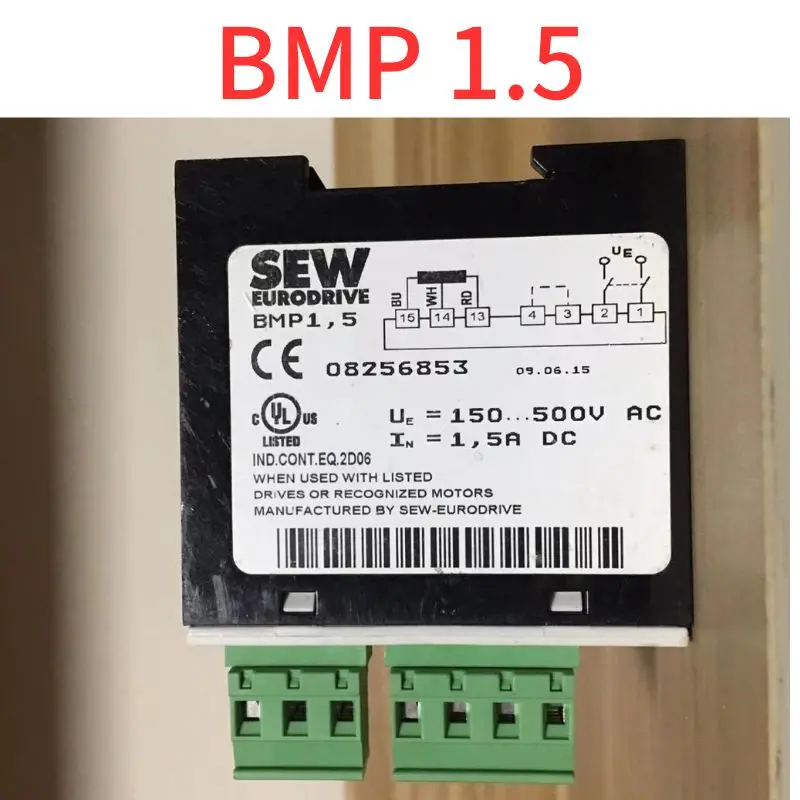 BMP 1.5
SEW
EURODRIVE
BMP1,5
UE
BU WH RD
15 14 13 4 3 2 1
CE 08256853 09.06.15
C UL US
LISTED
UE = 150...500V AC
IN = 1,5A DC
IND.CONT.EQ.2D06
WHEN USED WITH LISTED
DRIVES OR RECOGNIZED MOTORS
MANUFACTURED BY SEW-EURODRIVE